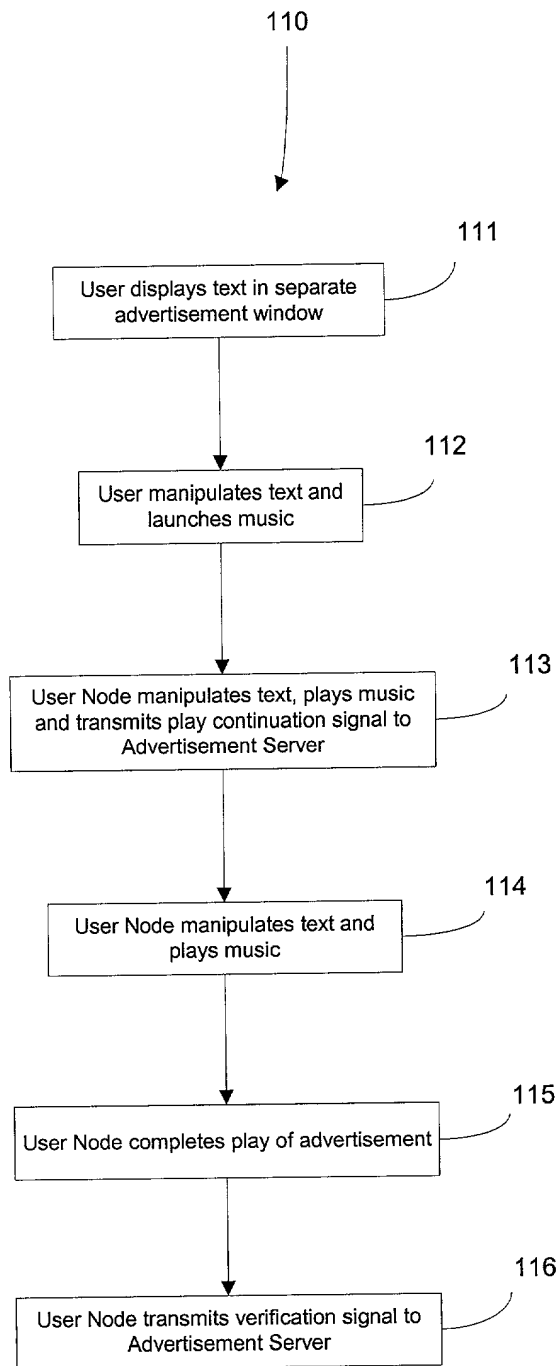 110
111
User displays text in separate
advertisement window
112
User manipulates text and
launches music
113
User Node manipulates text, plays music
and transmits play continuation signal to
Advertisement Server
114
User Node manipulates text and
plays music
115
User Node completes play of advertisement
116
User Node transmits verification signal to
Advertisement Server